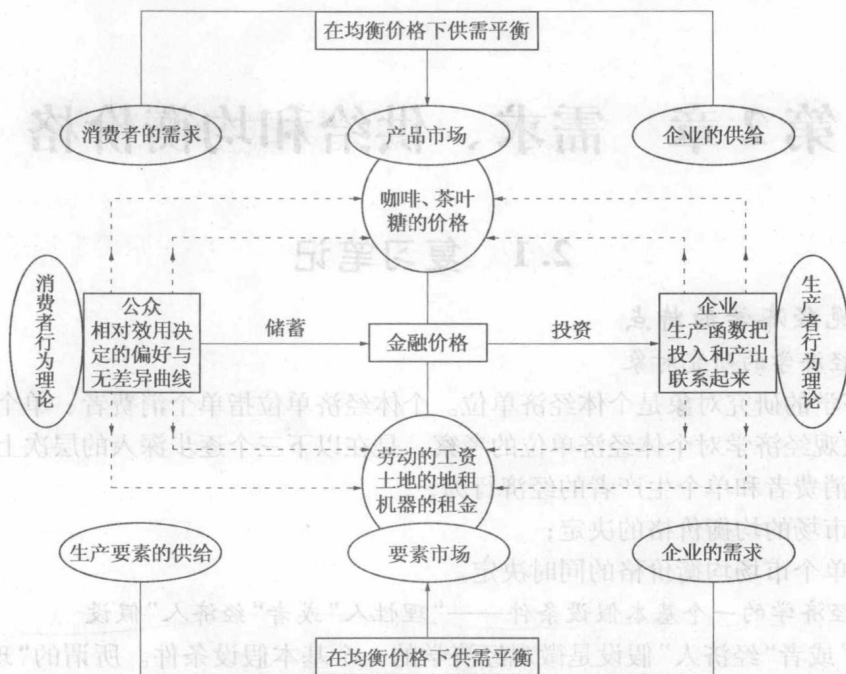 在均衡价格下供需平衡
消费者的需求
产品市场
企业的供给
咖啡、茶叶
糖的价格
消费者行为理论
公众
相对效用决
定的偏好与
无差异曲线
储蓄
金融价格
投资
企业
生产函数把
投入和产出
联系起来
生产者行为理论
劳动的工资
土地的地租
机器的租金
生产要素的供给
要素市场
企业的需求
在均衡价格下供需平衡